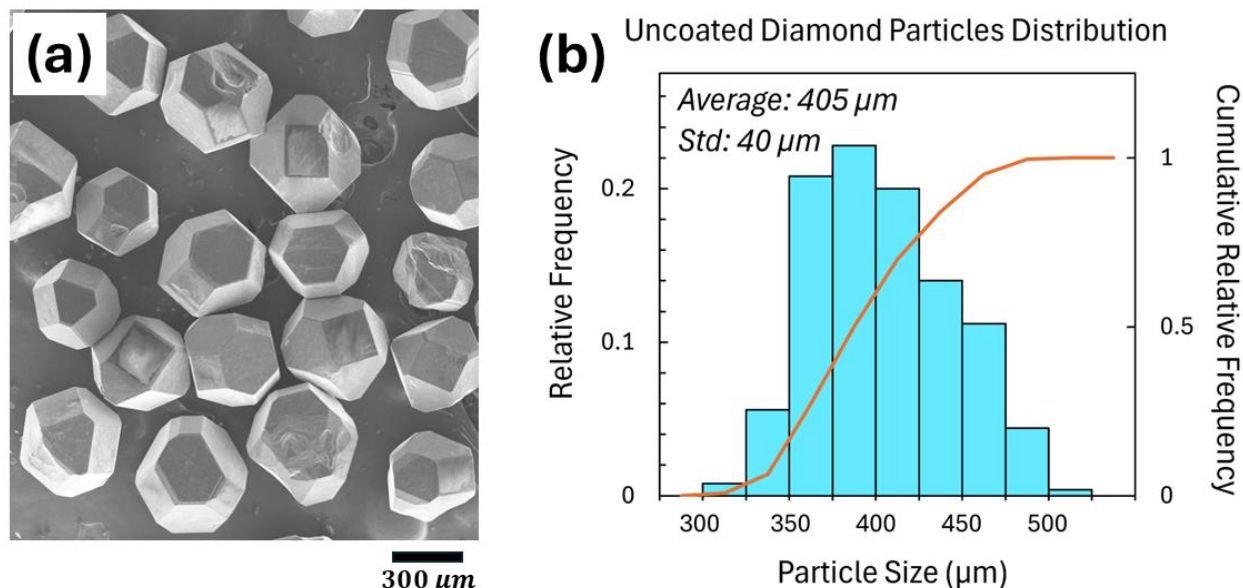 (a)
300 μm
(b)
Uncoated Diamond Particles Distribution
Average: 405 μm
Std: 40 μm
Relative Frequency
0.2
0.1
0
1
0.5
0
Cumulative Relative Frequency
300 350 400 450 500
Particle Size (μm)